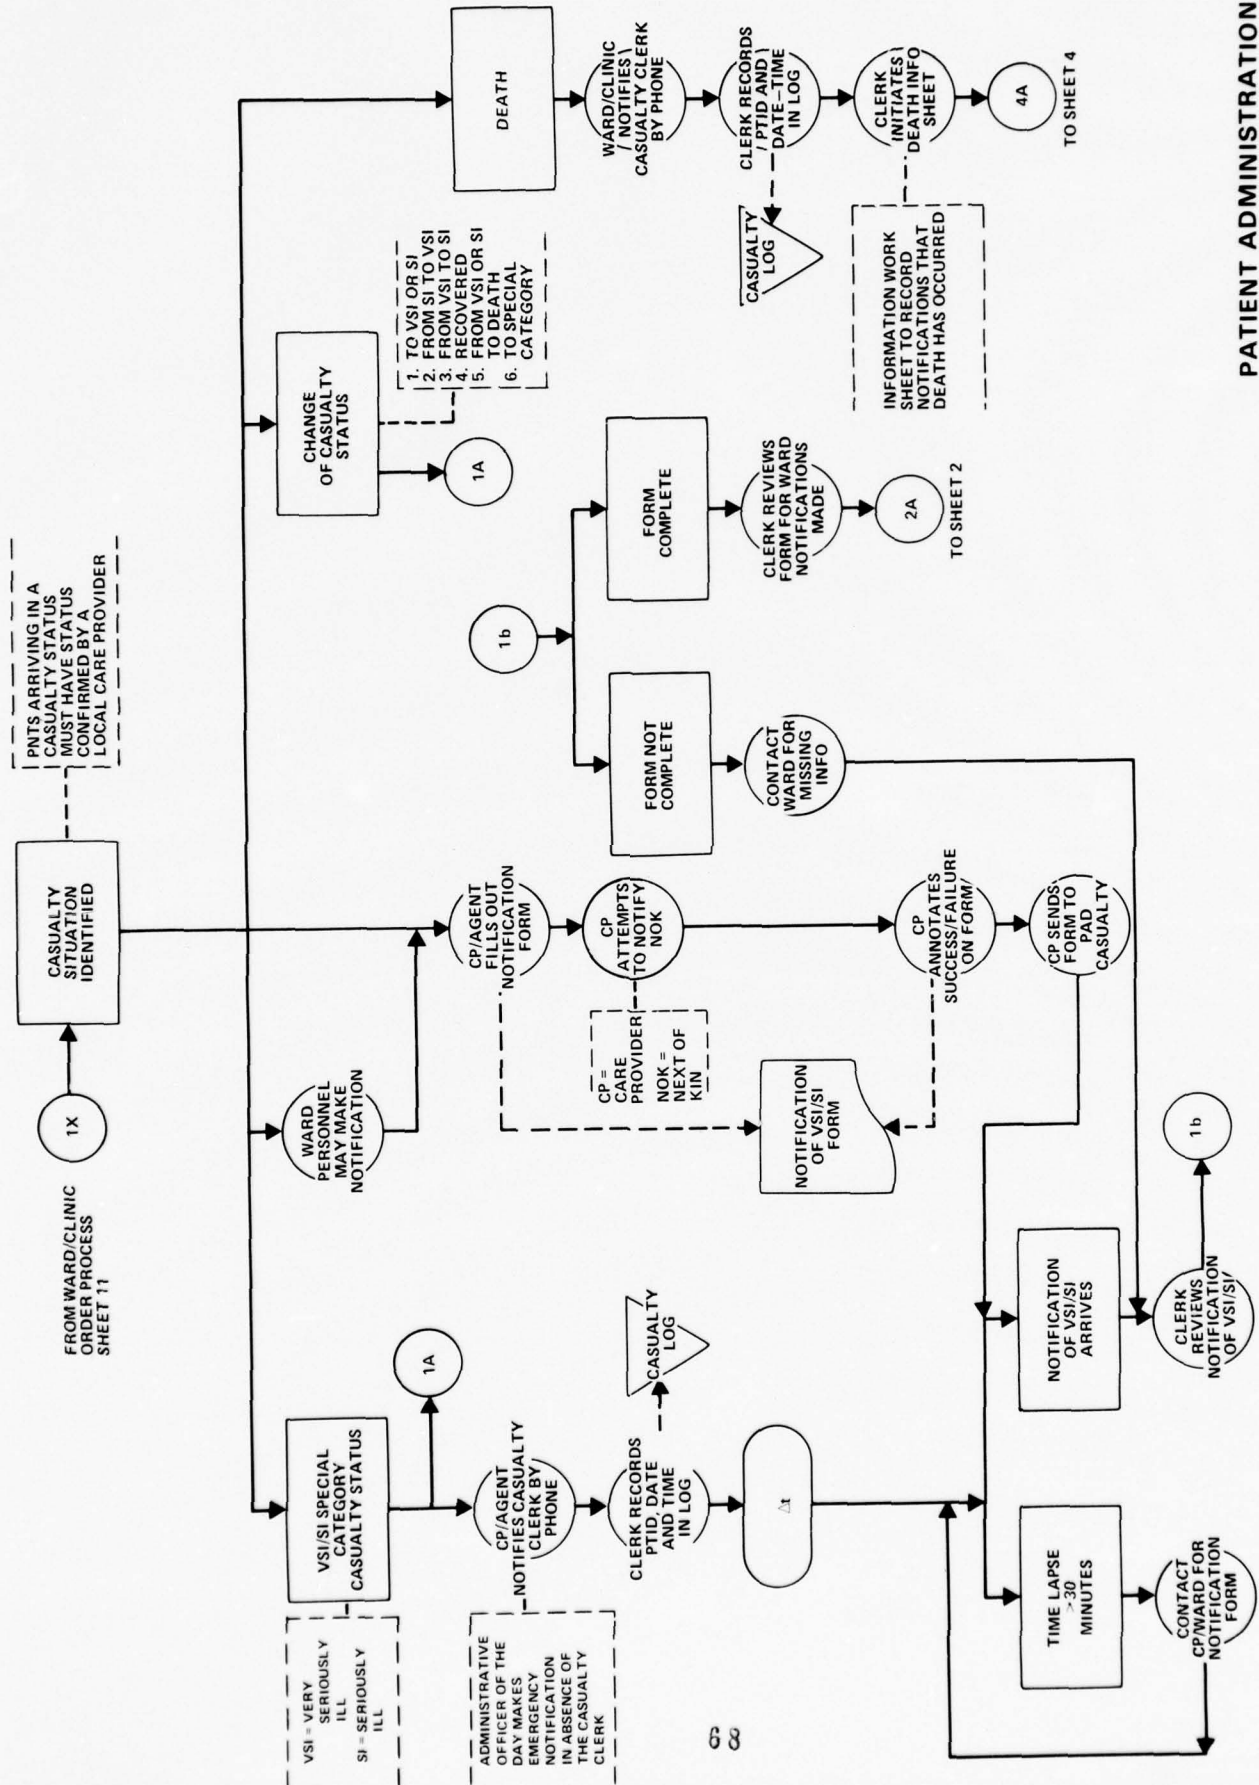 FROM WARD/CLINIC
ORDER PROCESS
SHEET 11
1X
CASUALTY
SITUATION
IDENTIFIED
PNTS ARRIVING IN A
CASUALTY STATUS
MUST HAVE STATUS
CONFIRMED BY A
LOCAL CARE PROVIDER
VSI = VERY
SERIOUSLY
ILL
SI = SERIOUSLY
ILL
VSI/SI SPECIAL
CATEGORY
CASUALTY STATUS
1A
ADMINISTRATIVE
OFFICER OF THE
DAY MAKES
EMERGENCY
NOTIFICATION
IN ABSENCE OF
THE CASUALTY
CLERK
CP/AGENT
NOTIFIES CASUALTY
CLERK BY
PHONE
CLERK RECORDS
PTID, DATE
AND TIME
IN LOG
CASUALTY
LOG
Δt
TIME LAPSE
>30
MINUTES
CONTACT
CP/WARD FOR
NOTIFICATION
FORM
NOTIFICATION
OF VSI/SI
ARRIVES
CLERK
REVIEWS
NOTIFICATION
OF VSI/SI
1b
WARD
PERSONNEL
MAY MAKE
NOTIFICATION
CP/AGENT
FILLS OUT
NOTIFICATION
FORM
CP =
CARE
PROVIDER
NOK =
NEXT OF
KIN
CP
ATTEMPTS
TO NOTIFY
NOK
NOTIFICATION
OF VSI/SI
FORM
CP
ANNOTATES
SUCCESS/FAILURE
ON FORM
CP SENDS
FORM TO
PAD
CASUALTY
CHANGE
OF CASUALTY
STATUS
1A
1. TO VSI OR SI
2. FROM SI TO VSI
3. FROM VSI TO SI
4. RECOVERED
5. FROM VSI OR SI
TO DEATH
6. TO SPECIAL
CATEGORY
1b
FORM NOT
COMPLETE
CONTACT
WARD FOR
MISSING
INFO
FORM
COMPLETE
CLERK REVIEWS
FORM FOR WARD
NOTIFICATIONS
MADE
2A
TO SHEET 2
DEATH
WARD/CLINIC
NOTIFIES
CASUALTY CLERK
BY PHONE
CLERK RECORDS
PTID AND
DATE-TIME
IN LOG
CASUALTY
LOG
CLERK
INITIATES
DEATH INFO
SHEET
INFORMATION WORK
SHEET TO RECORD
NOTIFICATIONS THAT
DEATH HAS OCCURRED
4A
TO SHEET 4
PATIENT ADMINISTRATION
68